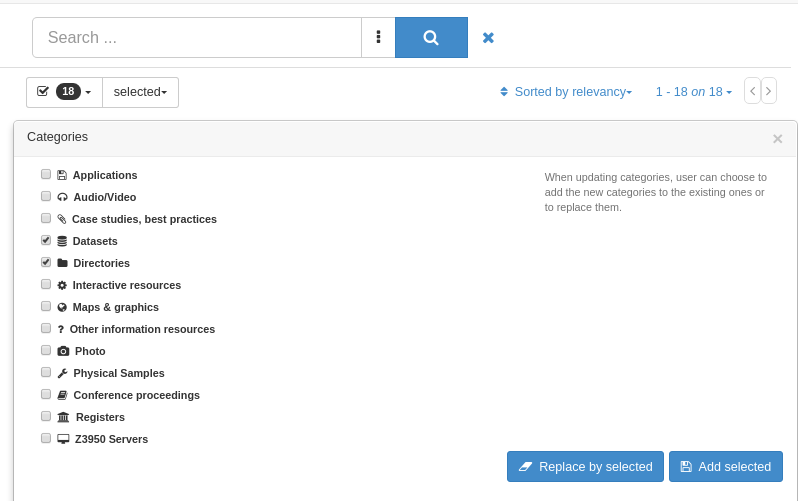 Search ...
18 selected Sorted by relevancy 1 - 18 on 18
Categories ×
Applications
When updating categories, user can choose to
add the new categories to the existing ones or
to replace them.
Audio/Video
Case studies, best practices
Datasets
Directories
Interactive resources
Maps & graphics
Other information resources
Photo
Physical Samples
Conference proceedings
Registers
Z3950 Servers
Replace by selected Add selected